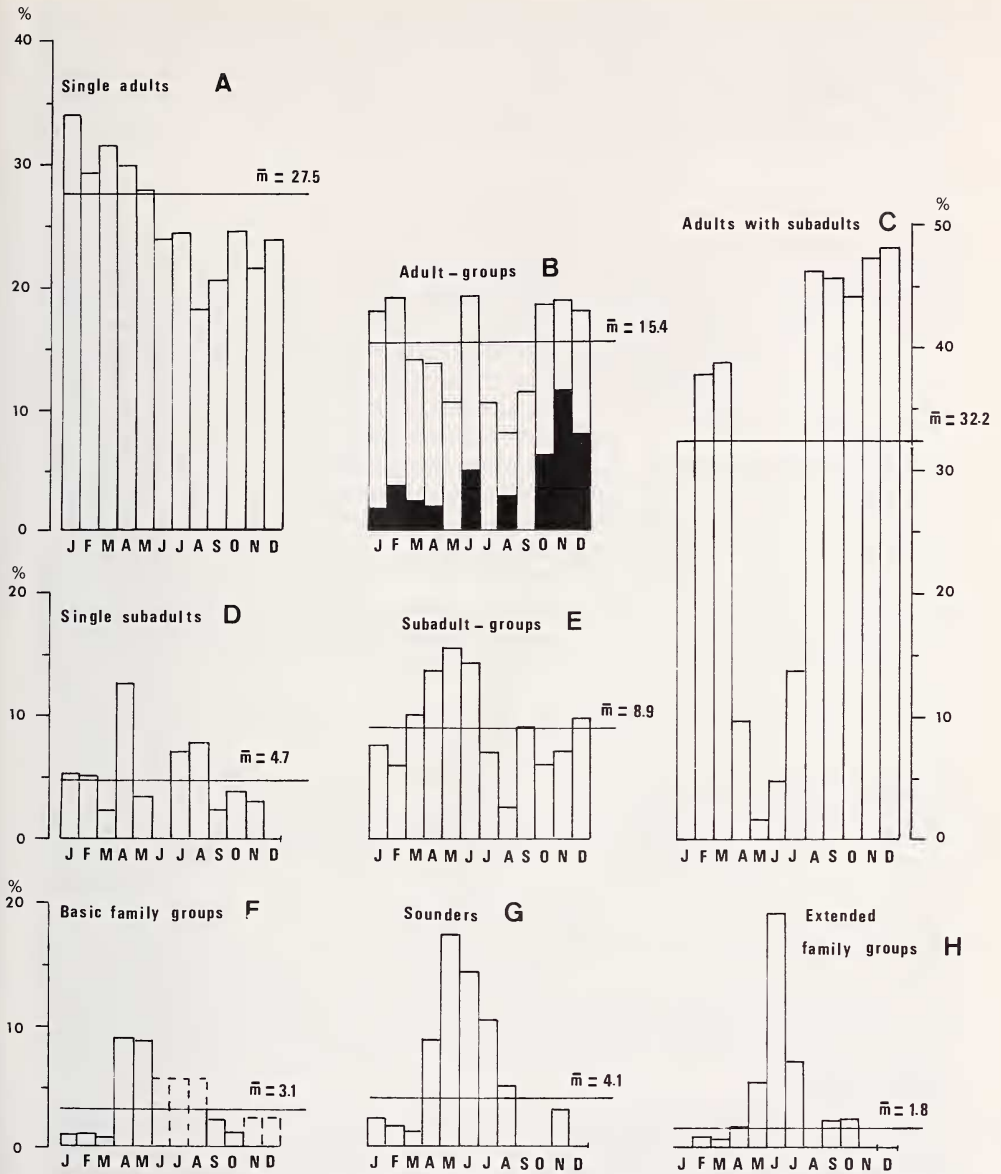 %
40
30
20
10
0
Single adults A
m̄ = 27.5
J F M A M J J A S O N D
Adult-groups B
m̄ = 15.4
J F M A M J J A S O N D
Adults with subadults C
%
50
40
m̄ = 32.2
30
20
10
0
J F M A M J J A S O N D
%
20
10
0
Single subadults D
m̄ = 4.7
J F M A M J J A S O N D
Subadult-groups E
m̄ = 8.9
J F M A M J J A S O N D
%
20
10
0
Basic family groups F
m̄ = 3.1
J F M A M J J A S O N D
Sounders G
m̄ = 4.1
J F M A M J J A S O N D
Extended
family groups H
m̄ = 1.8
J F M A M J J A S O N D